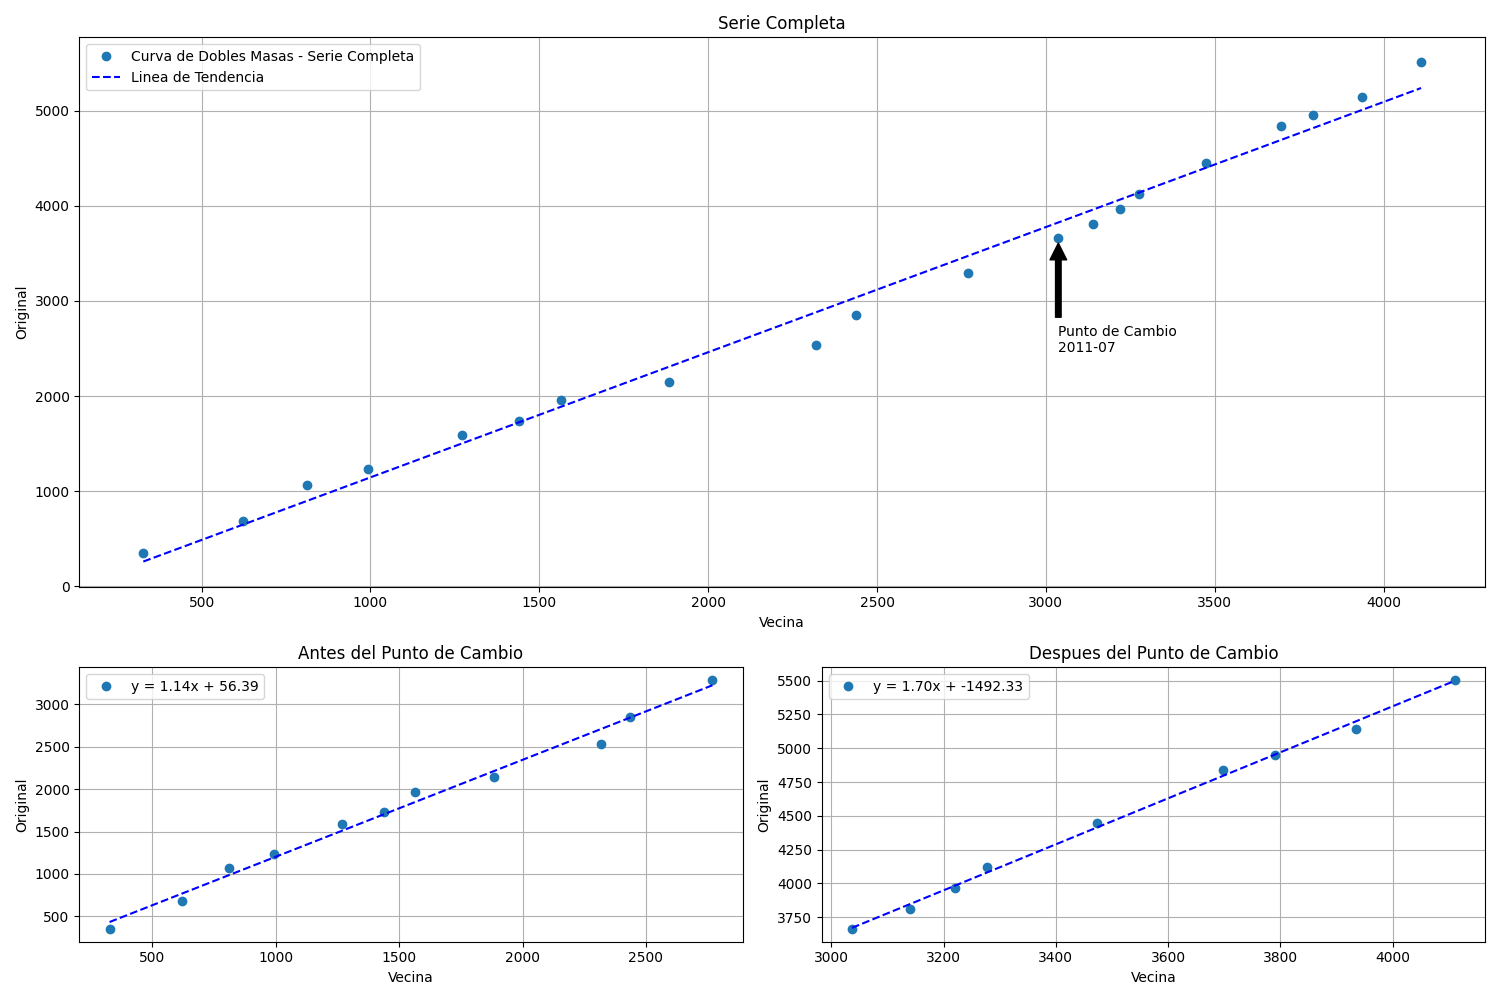 Serie Completa
Curva de Dobles Masas - Serie Completa
Linea de Tendencia
5000
4000
3000
2000
1000
0
Original
Punto de Cambio
2011-07
500 1000 1500 2000 2500 3000 3500 4000
Vecina
Antes del Punto de Cambio
y = 1.14x + 56.39
3000
2500
2000
1500
1000
500
Original
500 1000 1500 2000 2500
Vecina
Despues del Punto de Cambio
y = 1.70x + -1492.33
5500
5250
5000
4750
4500
4250
4000
3750
Original
3000 3200 3400 3600 3800 4000
Vecina